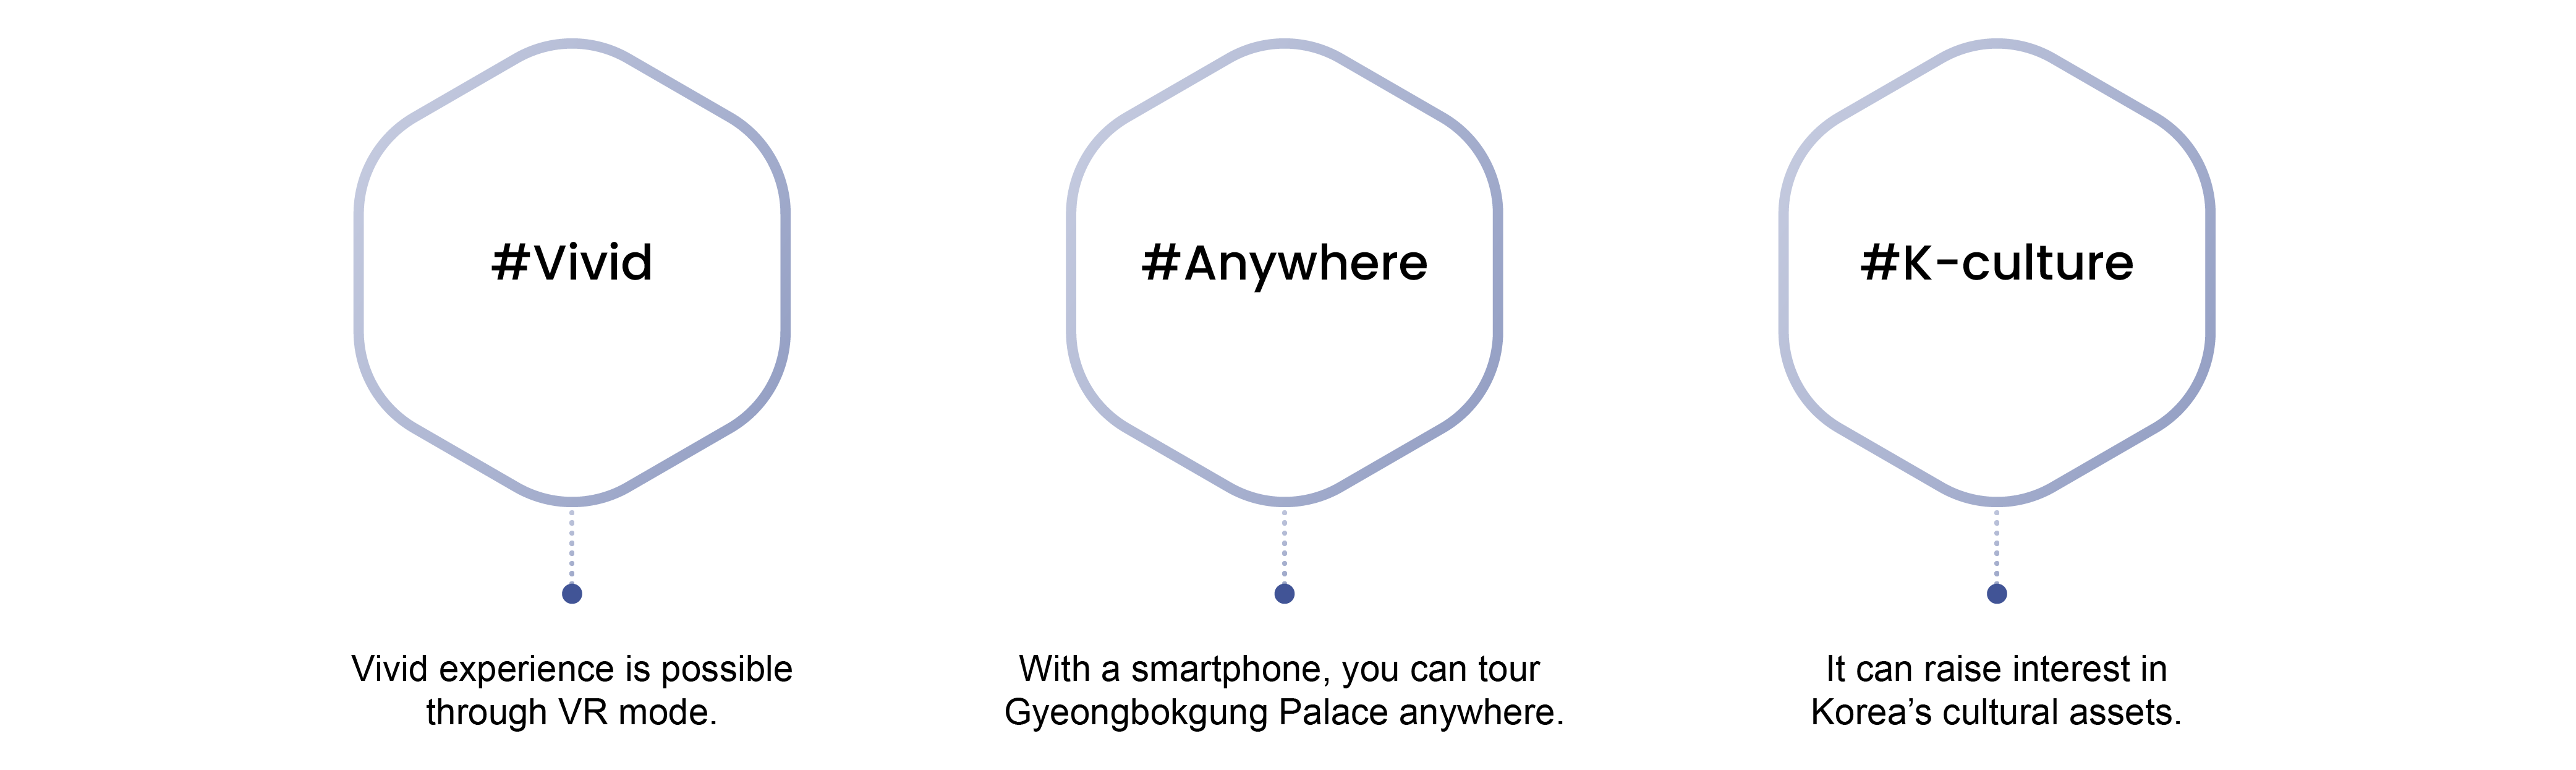 #Vivid
#Anywhere
#K-culture
Vivid experience is possible
through VR mode.
With a smartphone, you can tour
Gyeongbokgung Palace anywhere.
It can raise interest in
Korea’s cultural assets.